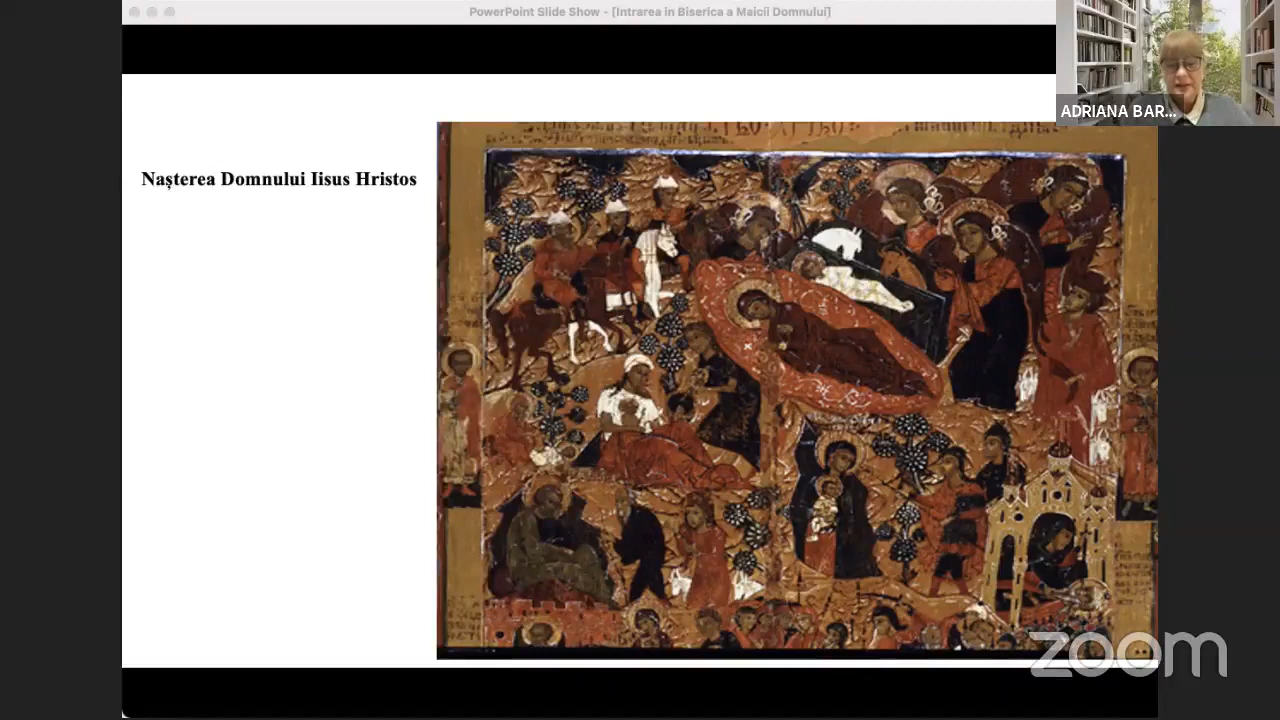 PowerPoint Slide Show - [Intrarea in Biserica a Maicii Domnului]
ADRIANA BAR...
Nașterea Domnului Iisus Hristos
zoom